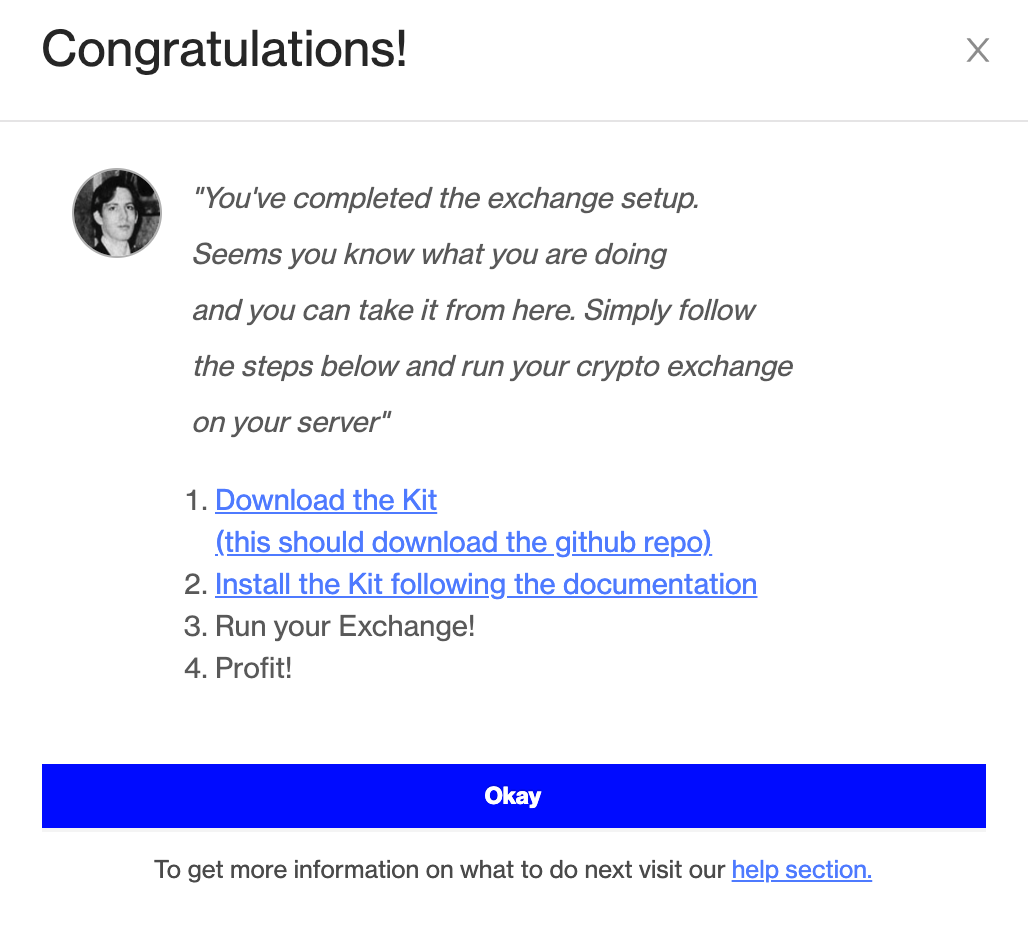 Congratulations!
X
"You've completed the exchange setup.
Seems you know what you are doing
and you can take it from here. Simply follow
the steps below and run your crypto exchange
on your server"
1. Download the Kit
(this should download the github repo)
2. Install the Kit following the documentation
3. Run your Exchange!
4. Profit!
Okay
To get more information on what to do next visit our help section.